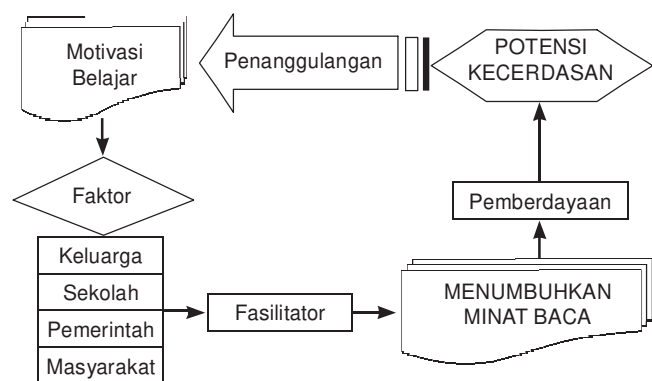 Motivasi
Belajar
Penanggulangan
POTENSI
KECERDASAN
Faktor
Pemberdayaan
Keluarga
Sekolah
Pemerintah
Masyarakat
Fasilitator
MENUMBUHKAN
MINAT BACA